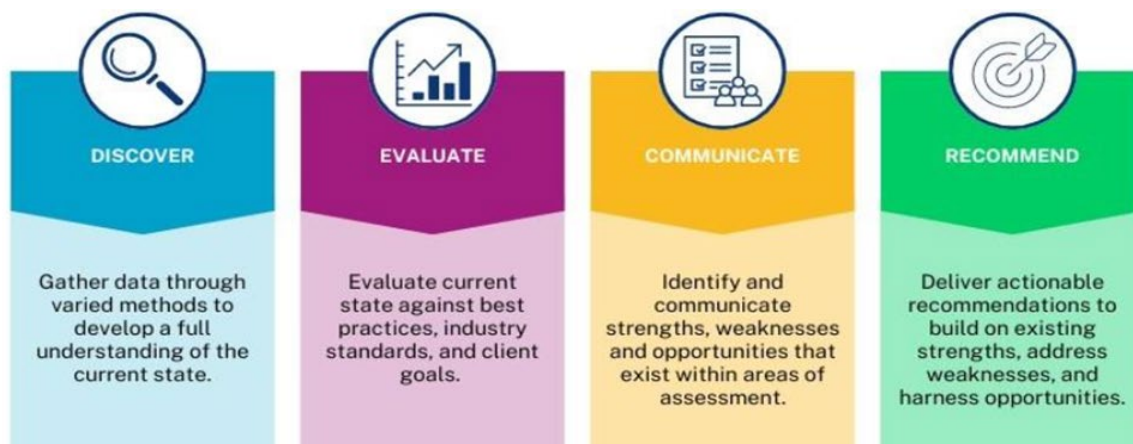 DISCOVER
Gather data through
varied methods to
develop a full
understanding of the
current state.
EVALUATE
Evaluate current
state against best
practices, industry
standards, and client
goals.
COMMUNICATE
Identify and
communicate
strengths, weaknesses
and opportunities that
exist within areas of
assessment.
RECOMMEND
Deliver actionable
recommendations to
build on existing
strengths, address
weaknesses, and
harness opportunities.